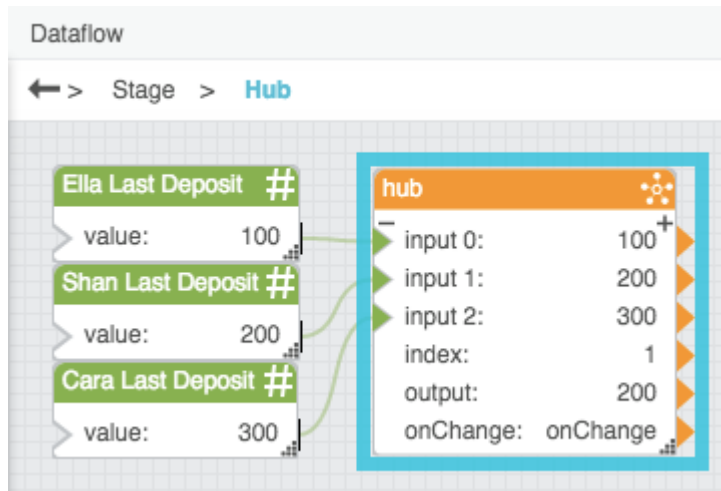 Dataflow
← > Stage > Hub
Ella Last Deposit #
value: 100
Shan Last Deposit #
value: 200
Cara Last Deposit #
value: 300
hub
− +
input 0: 100
input 1: 200
input 2: 300
index: 1
output: 200
onChange: onChange